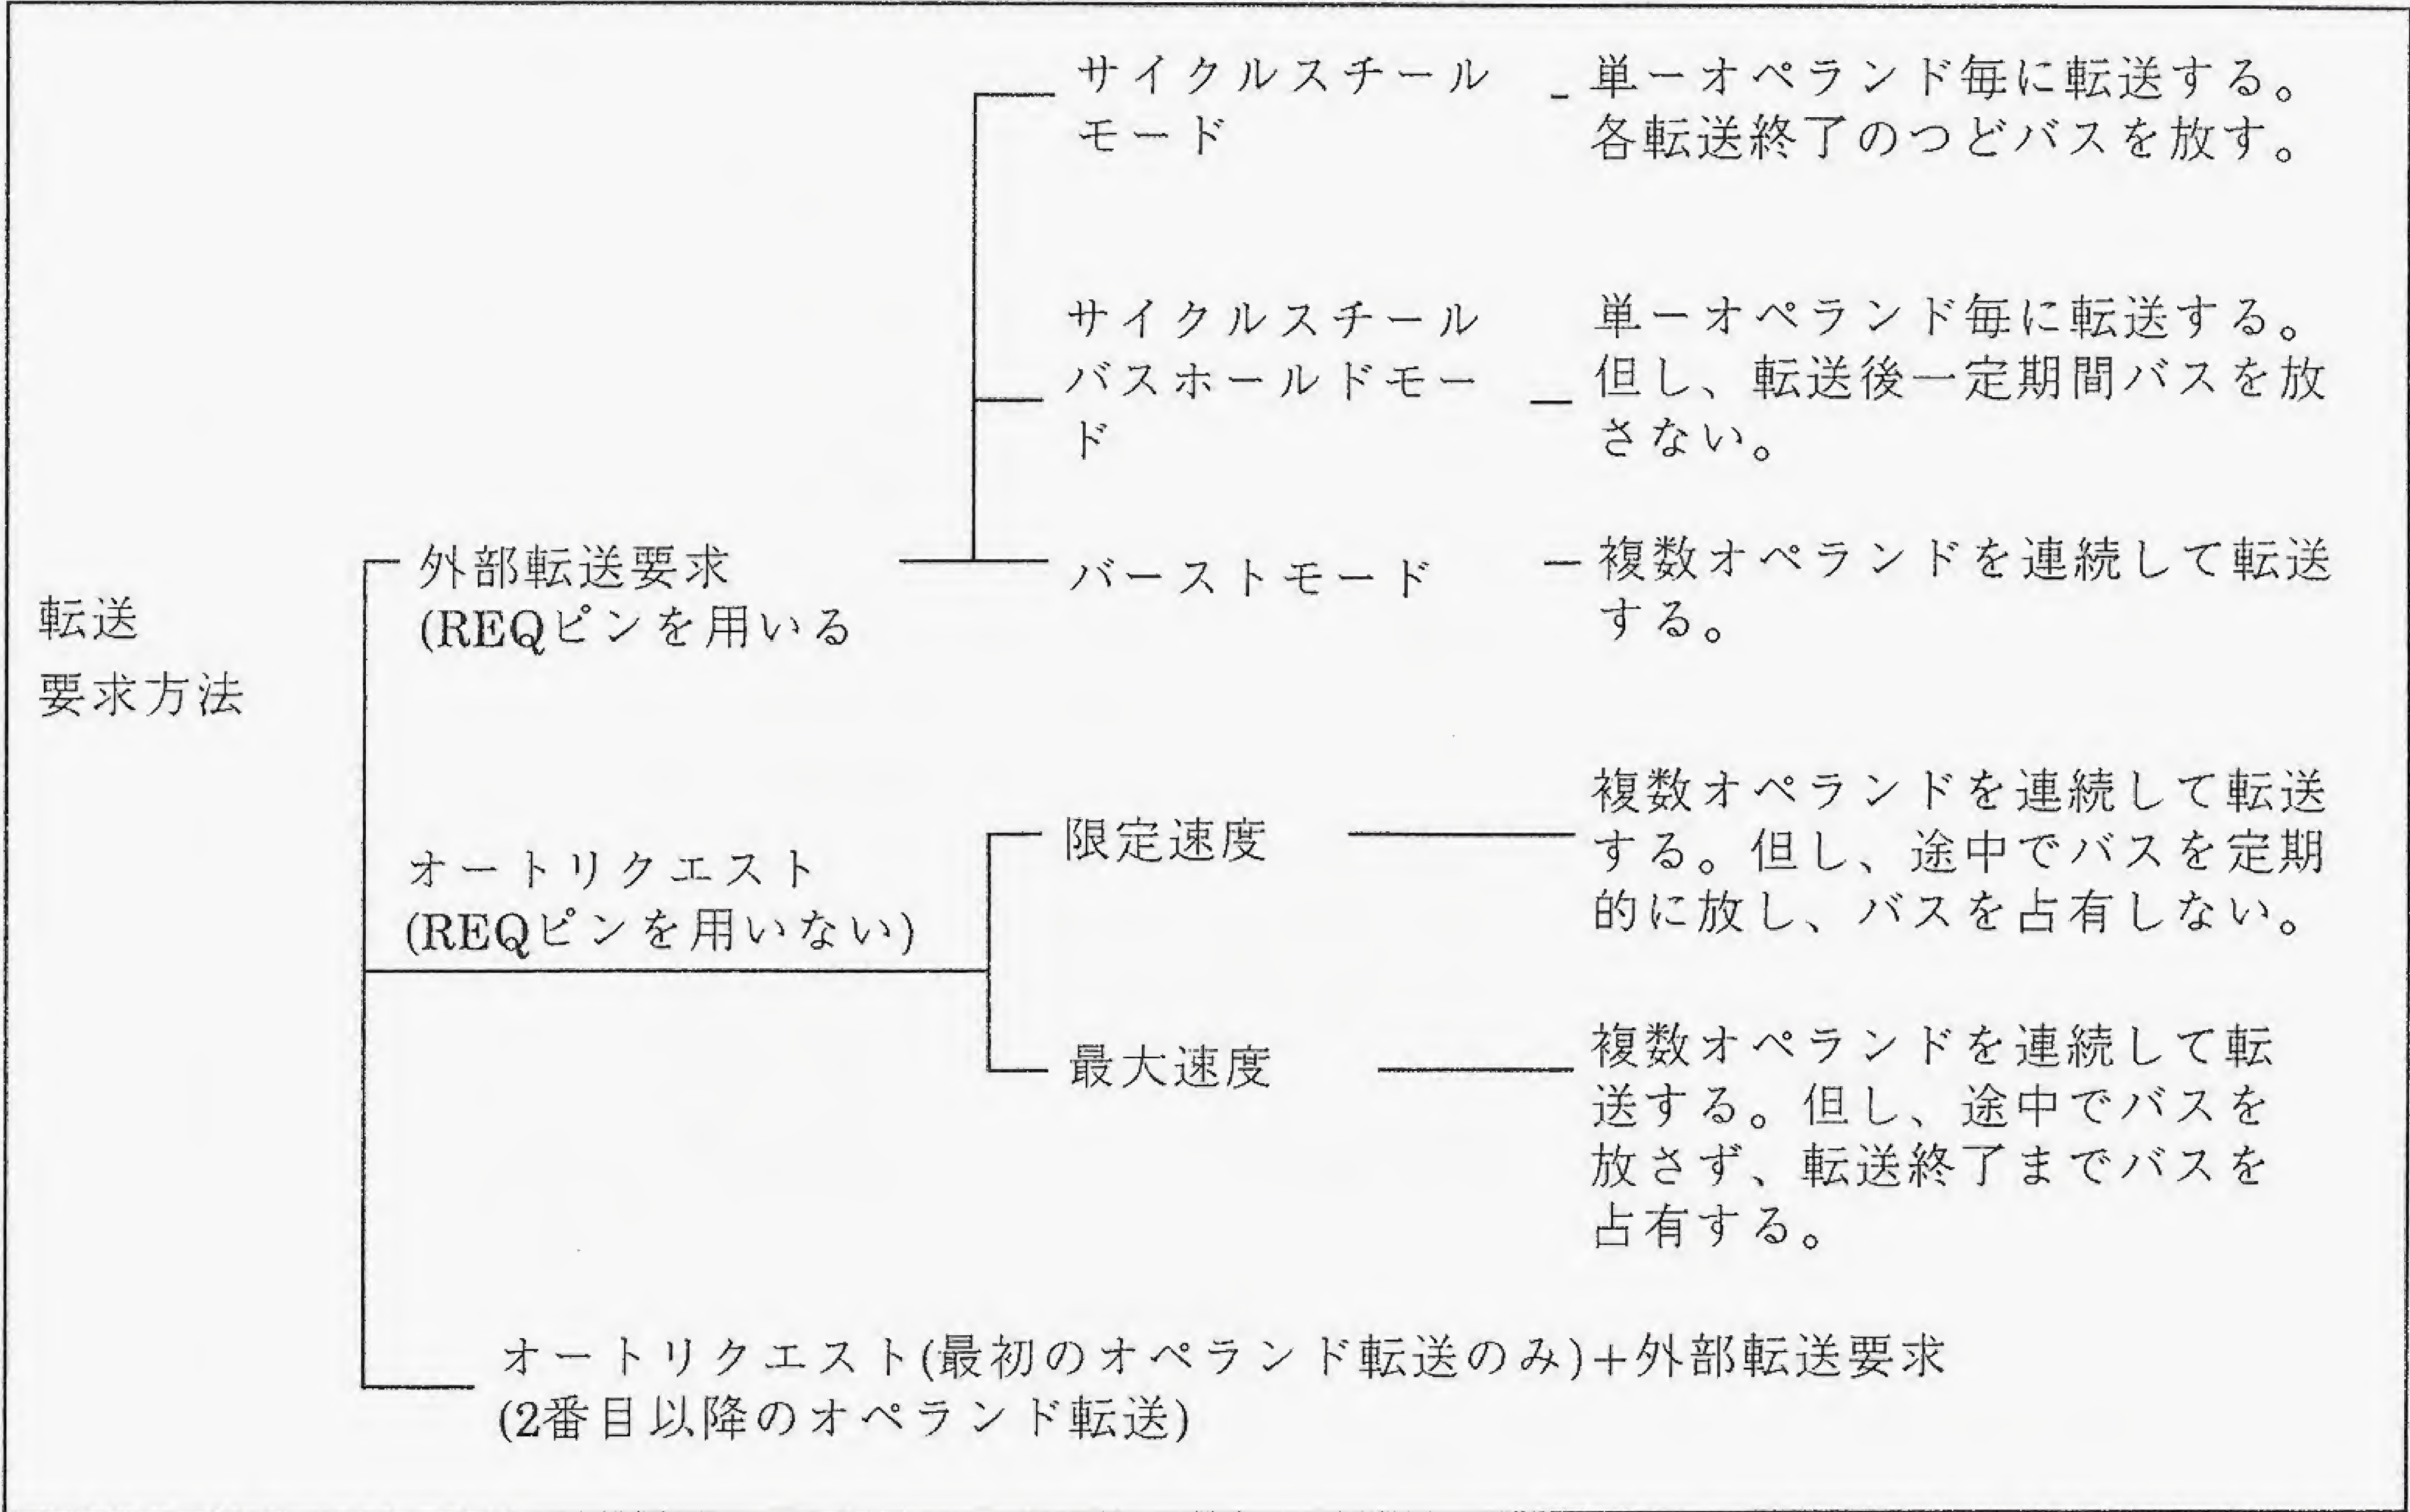 転送
要求方法
外部転送要求
(REQピンを用いる
サイクルスチール
モード
単一オペランド毎に転送する。
各転送終了のつどバスを放す。
サイクルスチール
バスホールドモー
ド
単一オペランド毎に転送する。
但し、転送後一定期間バスを放
さない。
バーストモード
複数オペランドを連続して転送
する。
オートリクエスト
(REQピンを用いない)
限定速度
複数オペランドを連続して転送
する。但し、途中でバスを定期
的に放し、バスを占有しない。
最大速度
複数オペランドを連続して転
送する。但し、途中でバスを
放さず、転送終了までバスを
占有する。
オートリクエスト(最初のオペランド転送のみ)+外部転送要求
(2番目以降のオペランド転送)